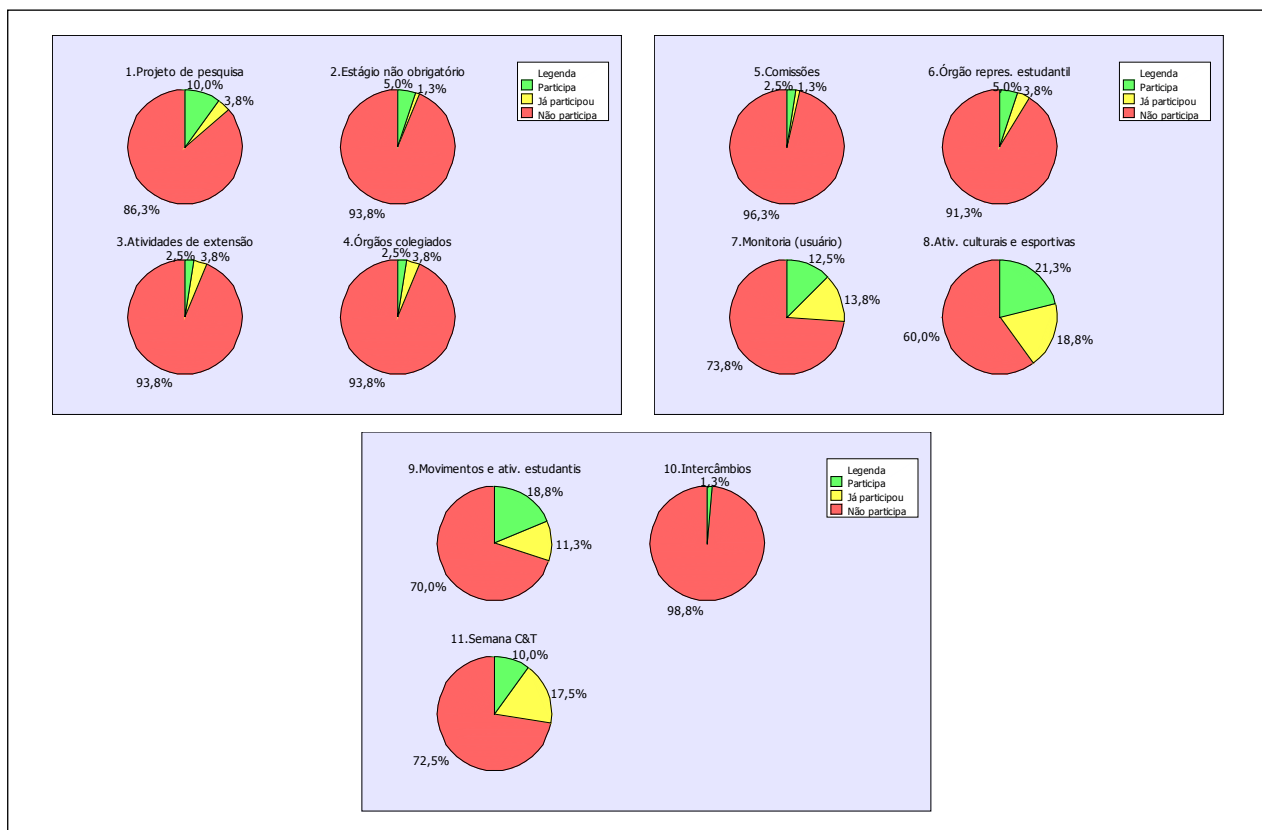 1.Projeto de pesquisa
10,0%
3,8%
86,3%
2.Estágio não obrigatório
5,0%
1,3%
93,8%
Legenda
Participa
Já participou
Não participa
3.Atividades de extensão
2,5%
3,8%
93,8%
4.Órgãos colegiados
2,5%
3,8%
93,8%
5.Comissões
2,5%
1,3%
96,3%
6.Órgão repres. estudantil
5,0%
3,8%
91,3%
Legenda
Participa
Já participou
Não participa
7.Monitoria (usuário)
12,5%
13,8%
73,8%
8.Ativ. culturais e esportivas
21,3%
18,8%
60,0%
9.Movimentos e ativ. estudantis
18,8%
11,3%
70,0%
10.Intercâmbios
1,3%
98,8%
Legenda
Participa
Já participou
Não participa
11.Semana C&T
10,0%
17,5%
72,5%